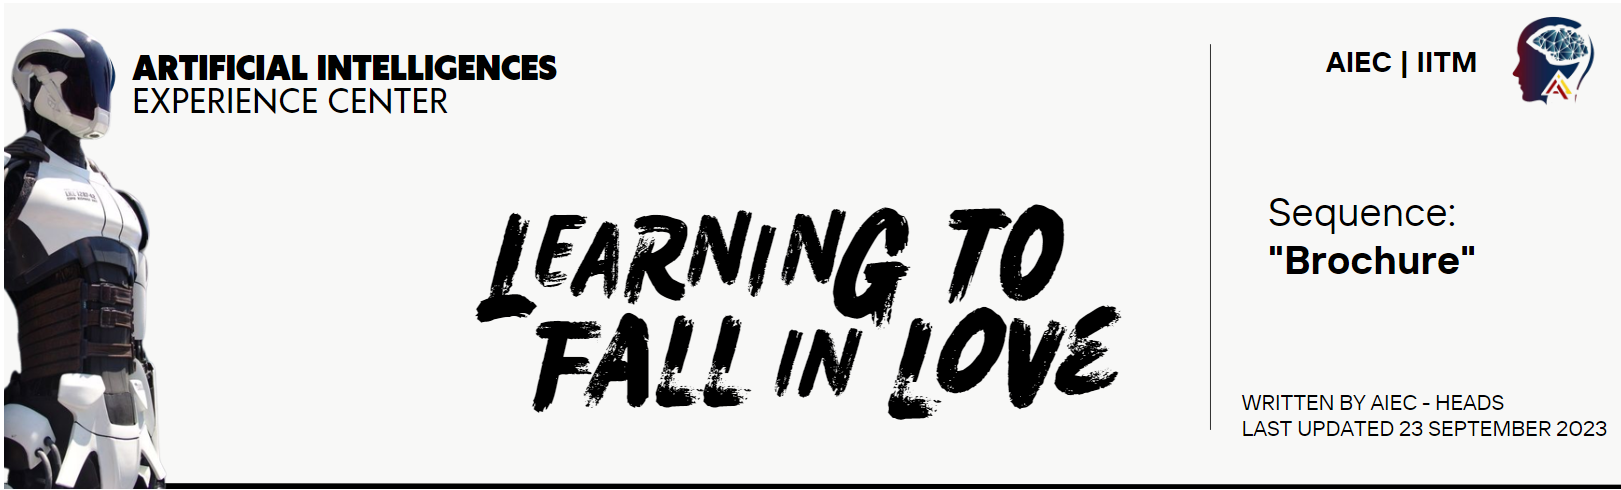 ARTIFICIAL INTELLIGENCES
EXPERIENCE CENTER
LEARNING TO
FALL IN LOVE
AIEC | IITM
Sequence:
"Brochure"
WRITTEN BY AIEC - HEADS
LAST UPDATED 23 SEPTEMBER 2023